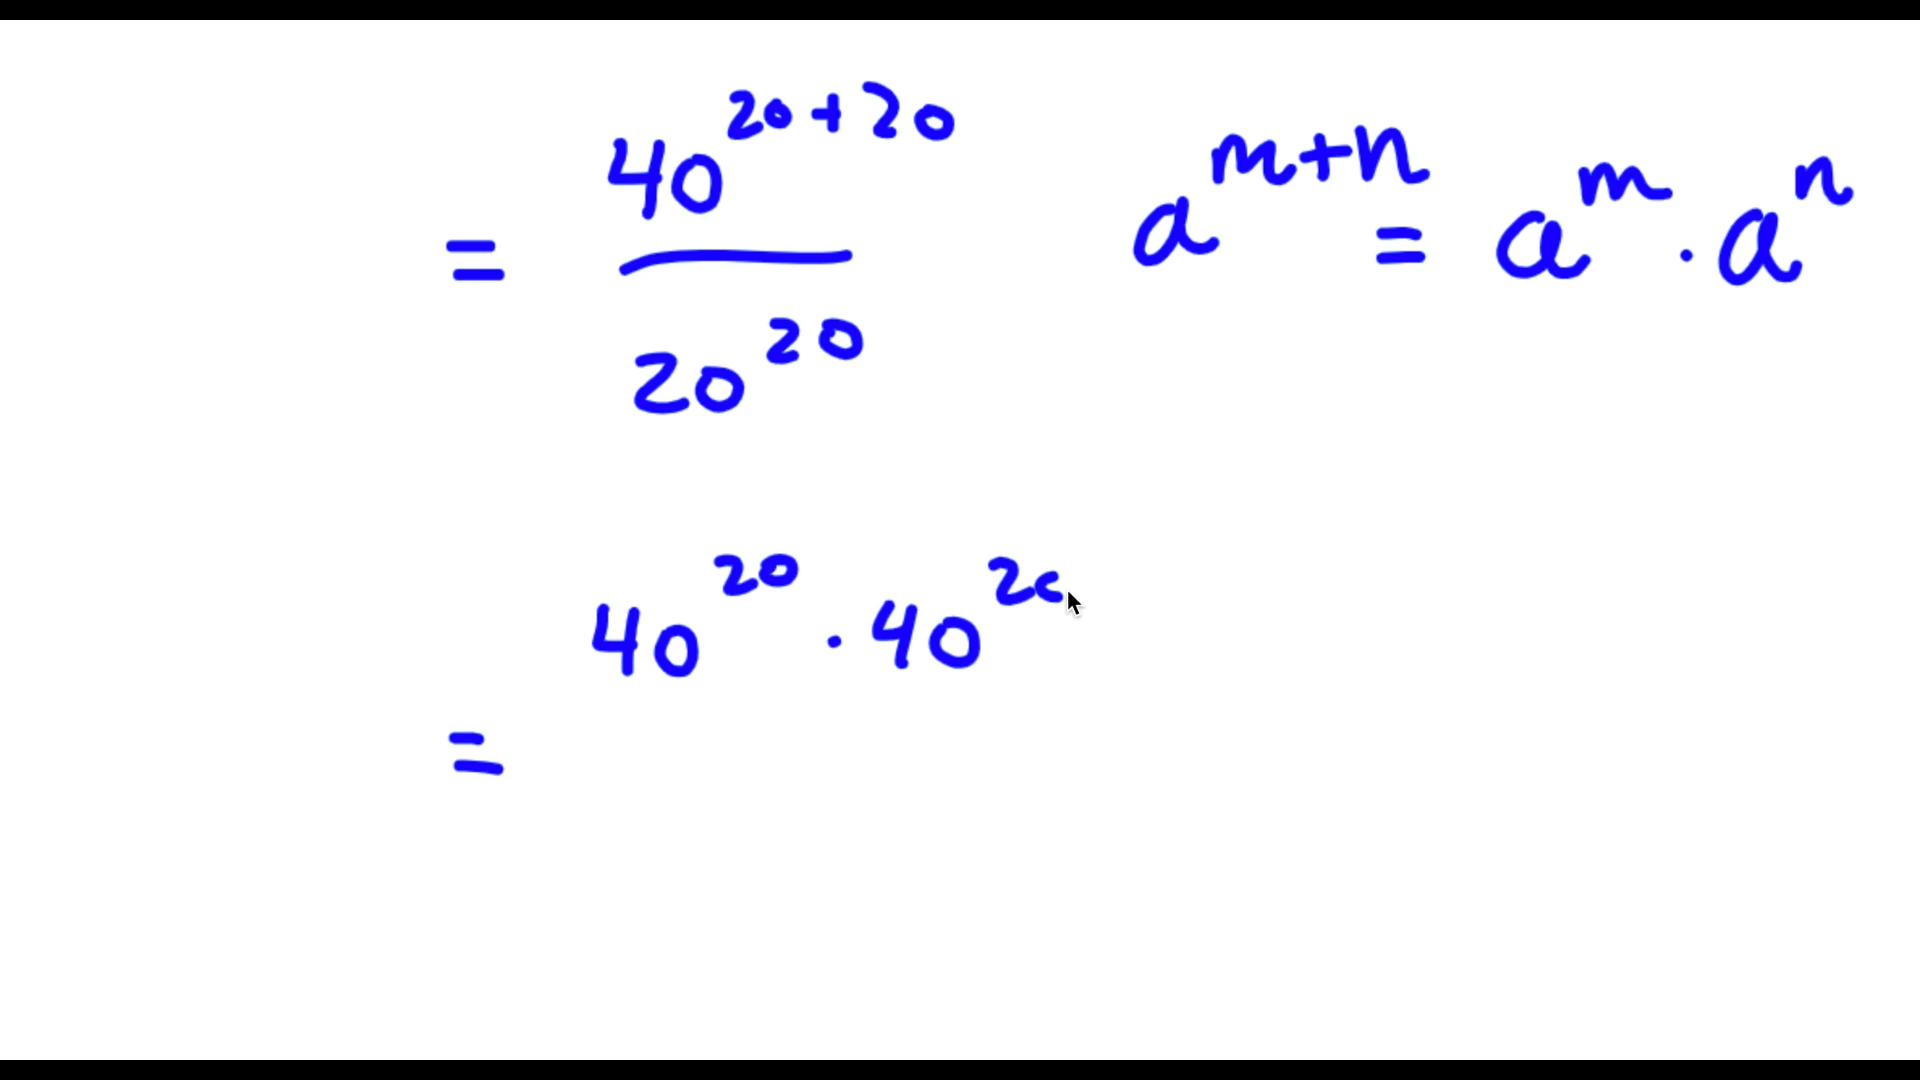 = 40^{20+20} / 20^{20}
a^{m+n} = a^m · a^n
= 40^{20} · 40^{2